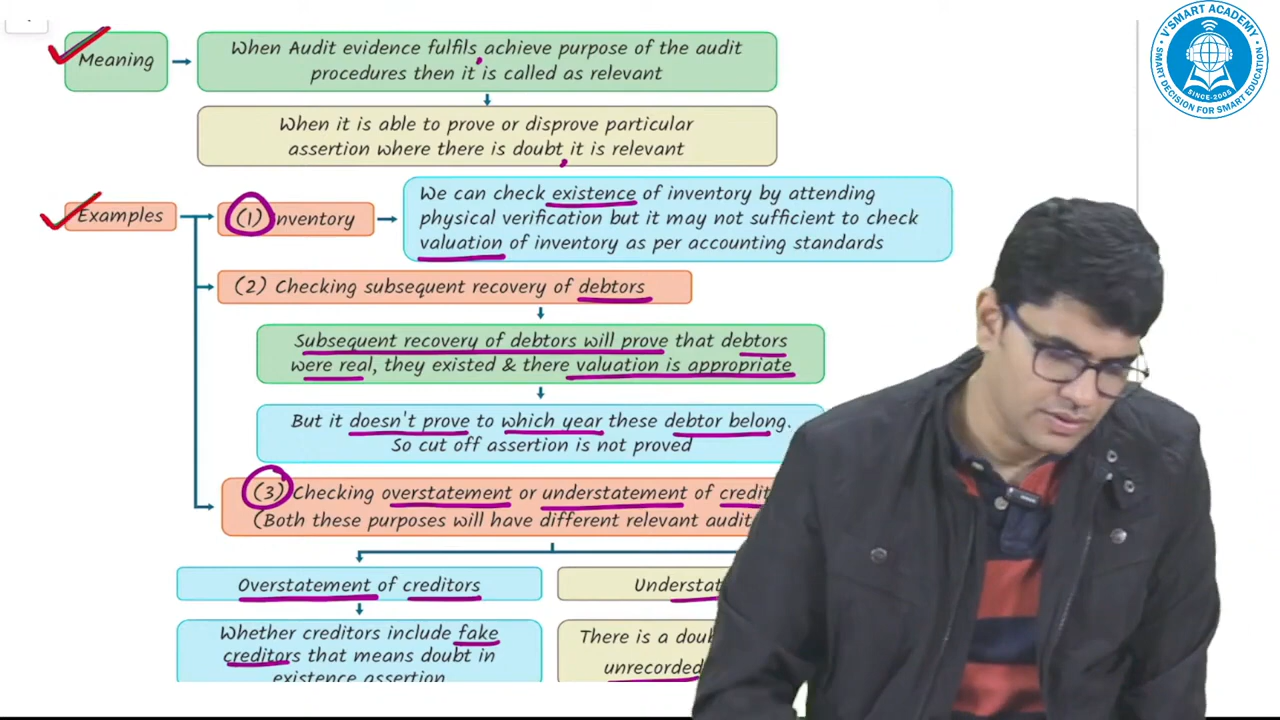 Meaning
When Audit evidence fulfils achieve purpose of the audit
procedures then it is called as relevant
When it is able to prove or disprove particular
assertion where there is doubt it is relevant
Examples
(1) Inventory
We can check existence of inventory by attending
physical verification but it may not sufficient to check
valuation of inventory as per accounting standards
(2) Checking subsequent recovery of debtors
Subsequent recovery of debtors will prove that debtors
were real, they existed & there valuation is appropriate
But it doesn't prove to which year these debtor belong.
So cut off assertion is not proved
(3) Checking overstatement or understatement of credit
(Both these purposes will have different relevant audit
Overstatement of creditors
Understat
Whether creditors include fake
creditors that means doubt in
existence assertion
There is a doub
unrecorded
V'SMART ACADEMY
SINCE-2005
SMART DECISION FOR SMART EDUCATION